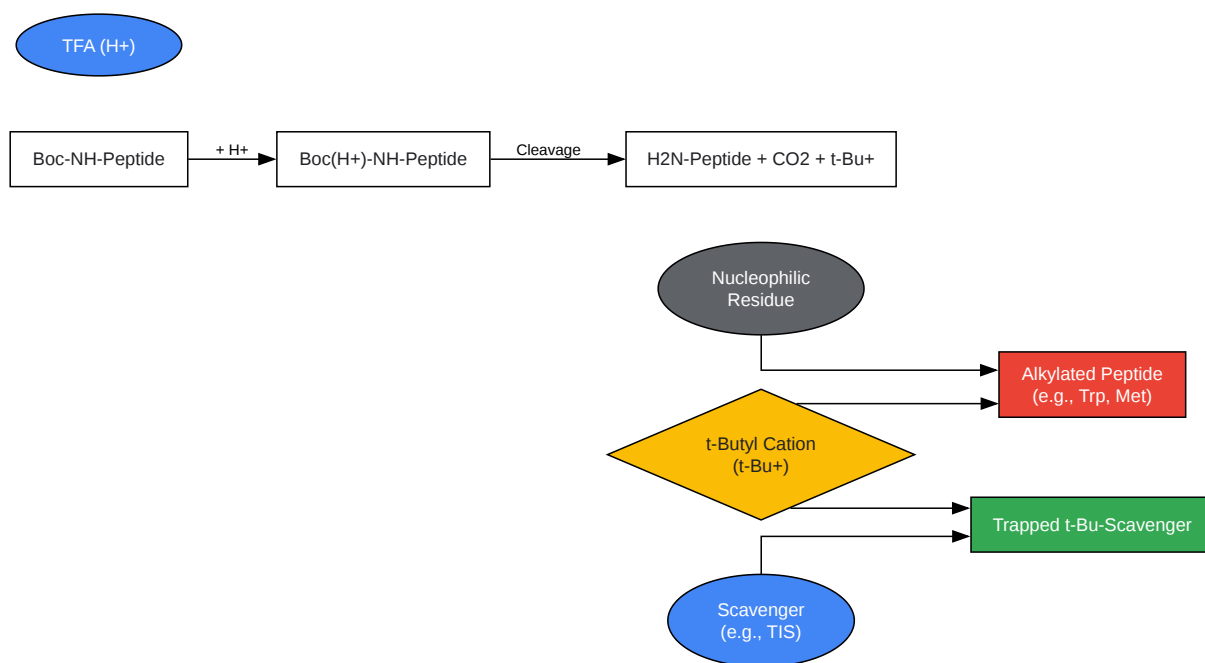 TFA (H+)
Boc-NH-Peptide
+ H+
Boc(H+)-NH-Peptide
Cleavage
H2N-Peptide + CO2 + t-Bu+
Nucleophilic
Residue
Alkylated Peptide
(e.g., Trp, Met)
t-Butyl Cation
(t-Bu+)
Trapped t-Bu-Scavenger
Scavenger
(e.g., TIS)